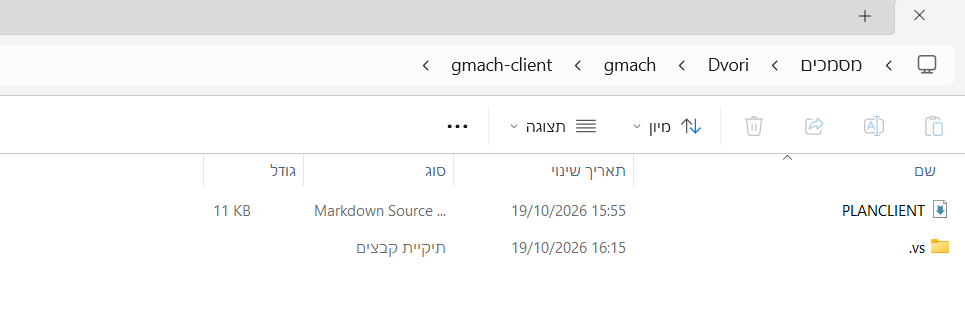 מסמכים Dvori gmach gmach-client
מיון תצוגה
שם תאריך שינוי סוג גודל
PLANCLIENT 19/10/2026 15:55 Markdown Source ... 11 KB
.vs 19/10/2026 16:15 תיקיית קבצים